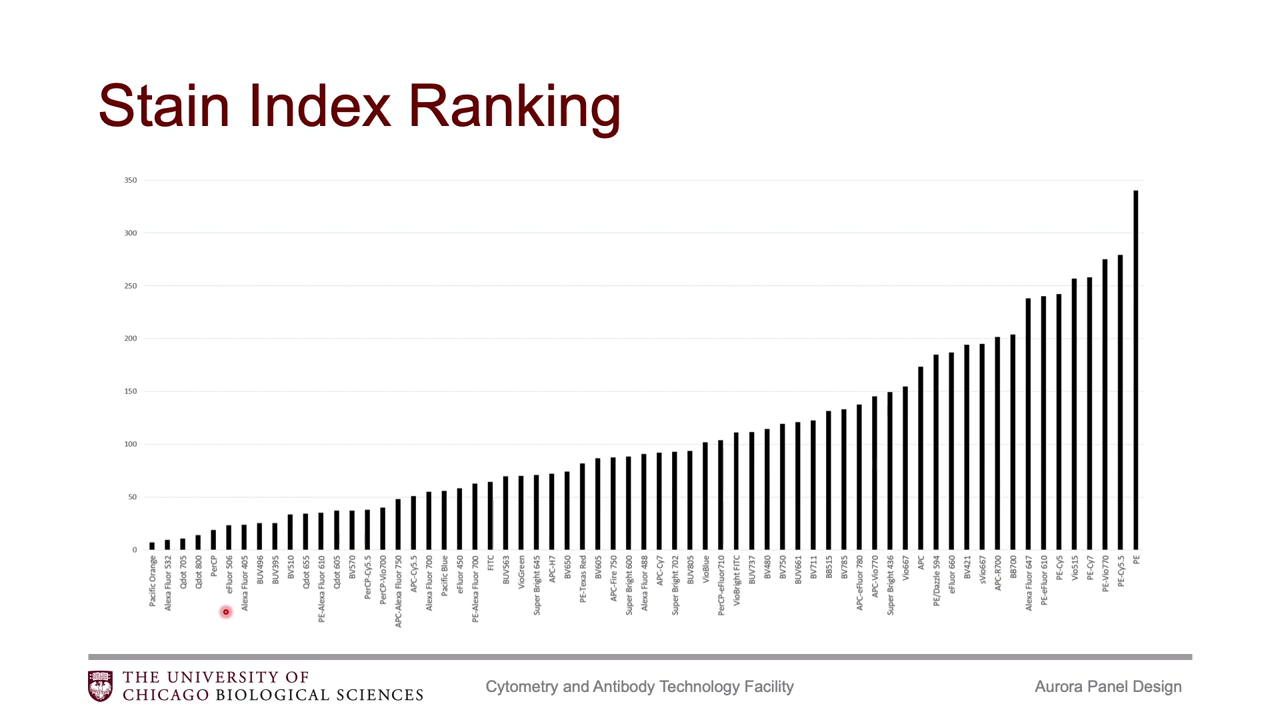 Stain Index Ranking
350
300
250
200
150
100
50
0
Pacific Orange
Alexa Fluor 532
Qdot 705
Qdot 800
PerCP
eFluor 506
Alexa Fluor 405
BUV496
BUV395
BV510
Qdot 655
PE-Alexa Fluor 610
Qdot 605
BV570
PerCP-Cy5.5
PerCP-Vio700
APC-Alexa Fluor 750
APC-Cy5.5
Alexa Fluor 700
Pacific Blue
eFluor 450
PE-Alexa Fluor 700
FITC
BUV563
VioGreen
Super Bright 645
APC-H7
BV650
PE-Texas Red
BV605
APC-Fire 750
Super Bright 600
Alexa Fluor 488
APC-Cy7
Super Bright 702
BUV805
VioBlue
PerCP-eFluor710
VioBright FITC
BUV737
BV480
BV750
BUV661
BV711
BB515
BV785
APC-eFluor 780
APC-Vio770
Super Bright 436
Vio667
APC
PE/Dazzle 594
eFluor 660
BV421
sVio667
APC-R700
BB700
Alexa Fluor 647
PE-eFluor 610
PE-Cy5
Vio515
PE-Cy7
PE-Vio770
PE-Cy5.5
PE
THE UNIVERSITY OF
CHICAGO BIOLOGICAL SCIENCES
Cytometry and Antibody Technology Facility
Aurora Panel Design